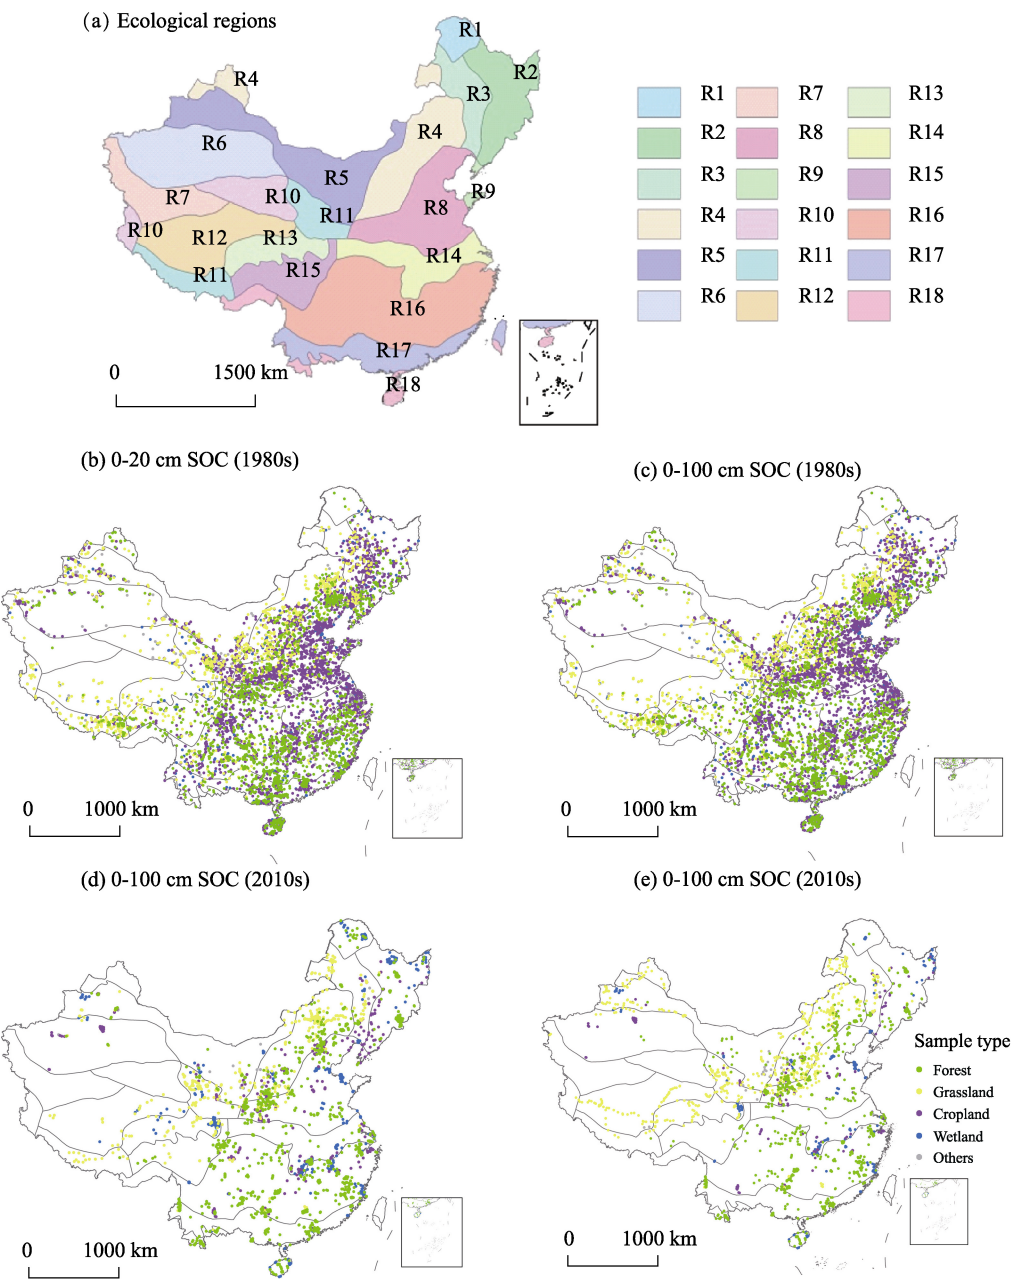 (a) Ecological regions
R1
R2
R3
R4
R4
R6
R5
R7
R10
R11
R8
R9
R10
R12
R13
R14
R11
R15
R16
R17
R18
0 1500 km
R1 R7 R13
R2 R8 R14
R3 R9 R15
R4 R10 R16
R5 R11 R17
R6 R12 R18
(b) 0-20 cm SOC (1980s)
0 1000 km
(c) 0-100 cm SOC (1980s)
0 1000 km
(d) 0-100 cm SOC (2010s)
0 1000 km
(e) 0-100 cm SOC (2010s)
0 1000 km
Sample type
Forest
Grassland
Cropland
Wetland
Others